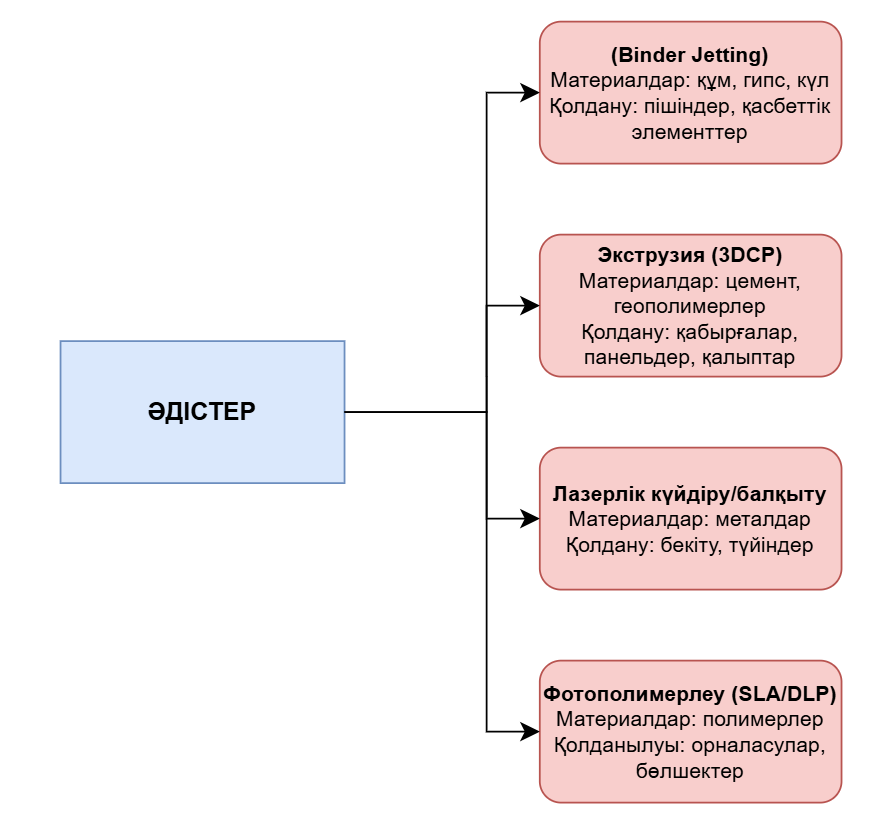 ӘДІСТЕР
(Binder Jetting)
Материалдар: құм, гипс, күл
Қолдану: пішіндер, қасбеттік
элементтер
Экструзия (3DCP)
Материалдар: цемент,
геополимерлер
Қолдану: қабырғалар,
панельдер, қалыптар
Лазерлік күйдіру/балқыту
Материалдар: металдар
Қолдану: бекіту, түйіндер
Фотополимерлеу (SLA/DLP)
Материалдар: полимерлер
Қолданылуы: орналасулар,
бөлшектер